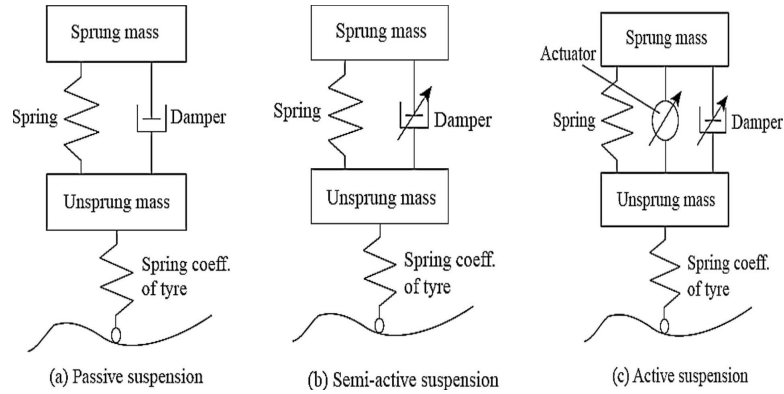 Sprung mass
Spring
Damper
Unsprung mass
Spring coeff.
of tyre
(a) Passive suspension
Sprung mass
Spring
Damper
Unsprung mass
Spring coeff.
of tyre
(b) Semi-active suspension
Sprung mass
Actuator
Spring
Damper
Unsprung mass
Spring coeff.
of tyre
(c) Active suspension